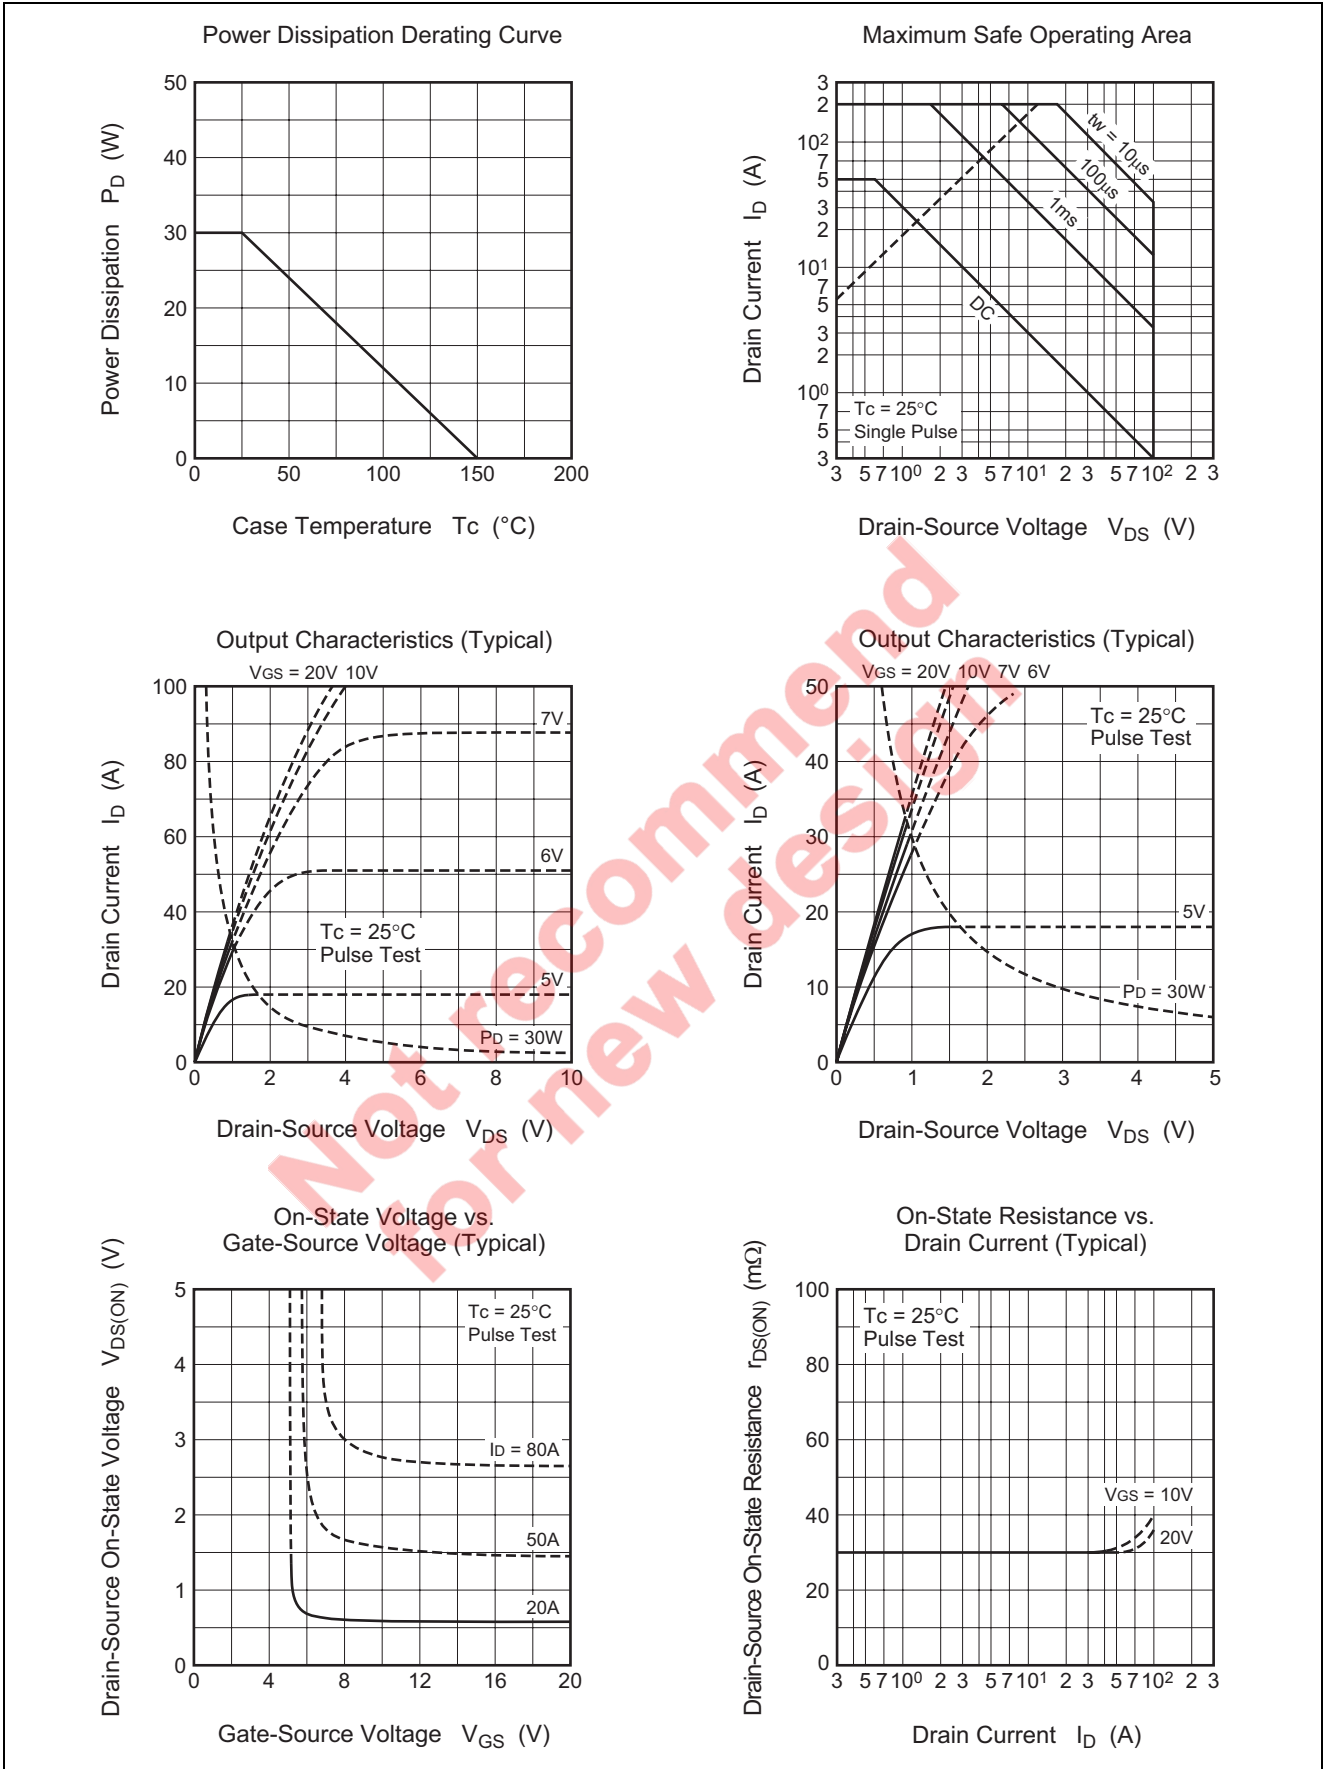 Power Dissipation Derating Curve
Power Dissipation PD (W)
50
40
30
20
10
0
0 50 100 150 200
Case Temperature Tc (°C)
Maximum Safe Operating Area
Drain Current ID (A)
3
2
10²
7
5
3
2
10¹
7
5
3
2
10⁰
7
5
3
tw = 10μs
100μs
1ms
DC
Tc = 25°C
Single Pulse
3 5 7 10⁰ 2 3 5 7 10¹ 2 3 5 7 10² 2 3
Drain-Source Voltage VDS (V)
Output Characteristics (Typical)
VGS = 20V 10V
Drain Current ID (A)
100
80
60
40
20
0
7V
6V
Tc = 25°C
Pulse Test
5V
PD = 30W
0 2 4 6 8 10
Drain-Source Voltage VDS (V)
Output Characteristics (Typical)
VGS = 20V 10V 7V 6V
Drain Current ID (A)
50
40
30
20
10
0
Tc = 25°C
Pulse Test
5V
PD = 30W
0 1 2 3 4 5
Drain-Source Voltage VDS (V)
Not recommend
for new design
On-State Voltage vs.
Gate-Source Voltage (Typical)
Drain-Source On-State Voltage VDS(ON) (V)
5
4
3
2
1
0
Tc = 25°C
Pulse Test
ID = 80A
50A
20A
0 4 8 12 16 20
Gate-Source Voltage VGS (V)
On-State Resistance vs.
Drain Current (Typical)
Drain-Source On-State Resistance rDS(ON) (mΩ)
100
80
60
40
20
0
Tc = 25°C
Pulse Test
VGS = 10V
20V
3 5 7 10⁰ 2 3 5 7 10¹ 2 3 5 7 10² 2 3
Drain Current ID (A)